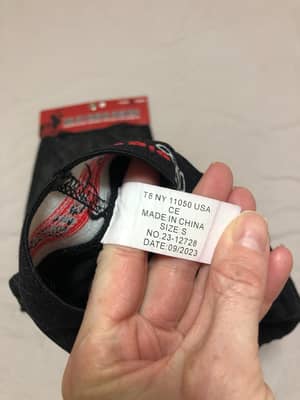 T8 NY 11050 USA
CE
MADE IN CHINA
SIZE:S
NO.23-12728
DATE:09/2023